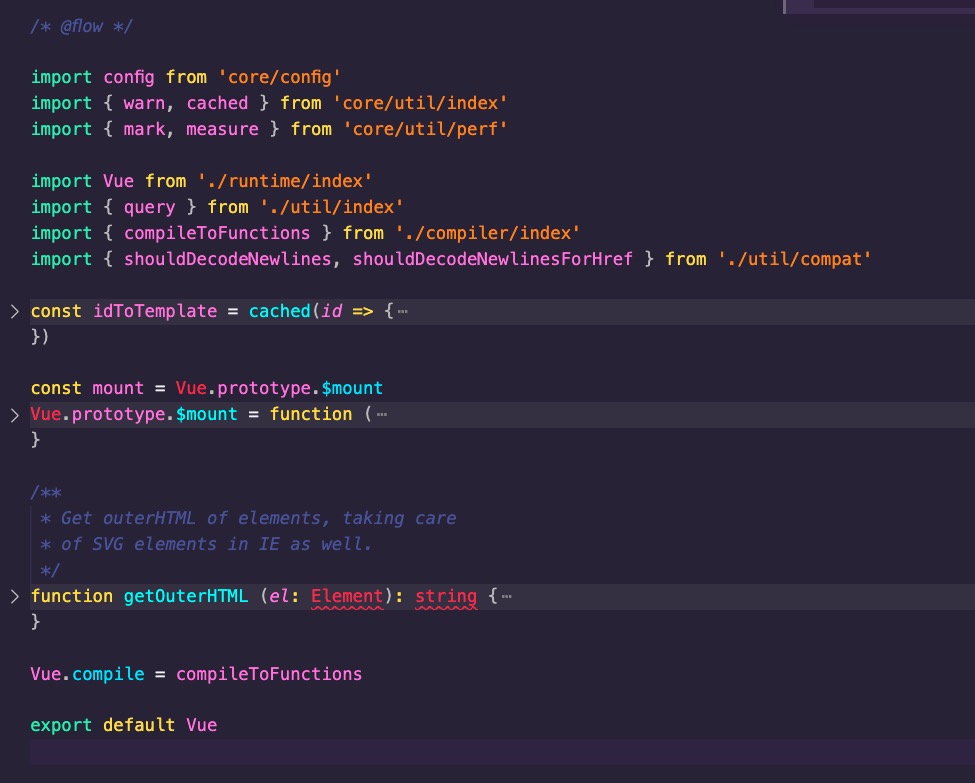 /* @flow */
import config from 'core/config'
import { warn, cached } from 'core/util/index'
import { mark, measure } from 'core/util/perf'
import Vue from './runtime/index'
import { query } from './util/index'
import { compileToFunctions } from './compiler/index'
import { shouldDecodeNewlines, shouldDecodeNewlinesForHref } from './util/compat'
const idToTemplate = cached(id => {⋯
})
const mount = Vue.prototype.$mount
Vue.prototype.$mount = function (⋯
}
/**
* Get outerHTML of elements, taking care
* of SVG elements in IE as well.
*/
function getOuterHTML (el: Element): string {⋯
}
Vue.compile = compileToFunctions
export default Vue